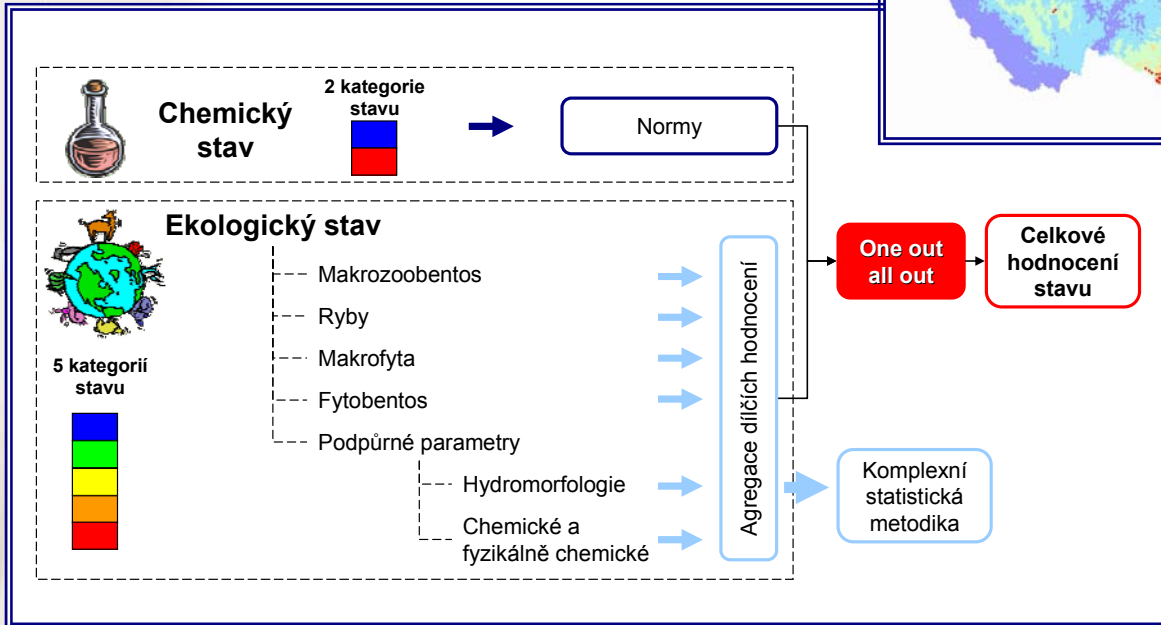 Chemický
stav
2 kategorie
stavu
Normy
Ekologický stav
Makrozoobentos
Ryby
Makrofyta
Fytobentos
Podpůrné parametry
Hydromorfologie
Chemické a
fyzikálně chemické
5 kategorií
stavu
Agregace dílčích hodnocení
One out
all out
Celkové
hodnocení
stavu
Komplexní
statistická
metodika